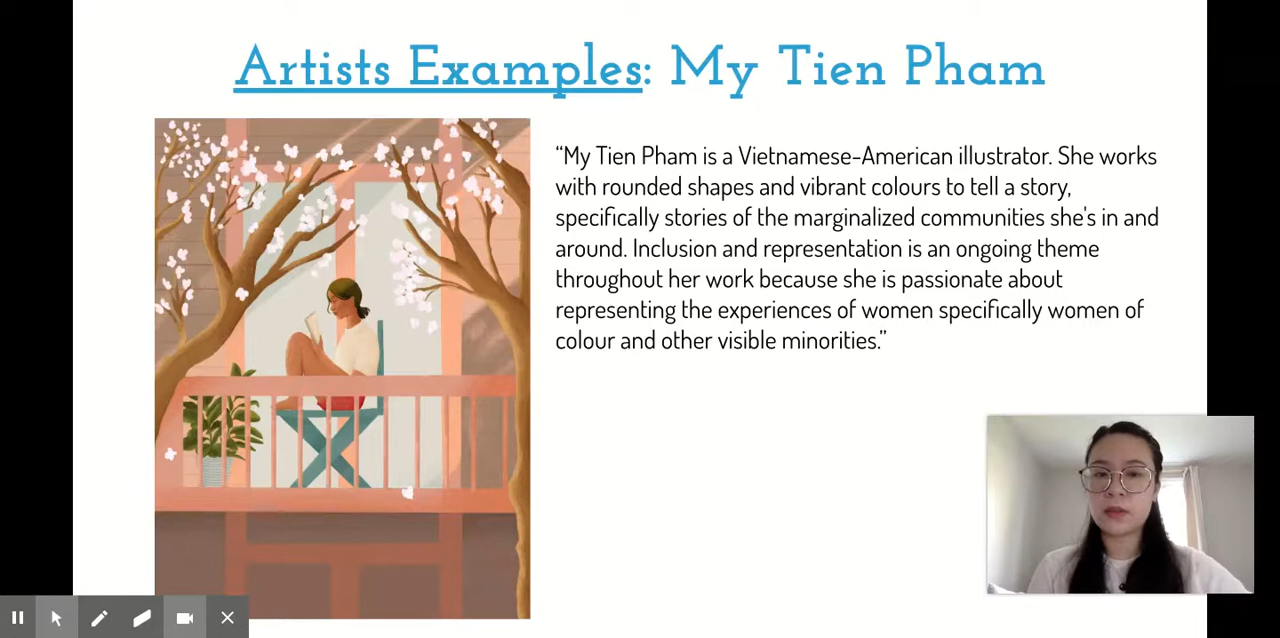 Artists Examples: My Tien Pham
“My Tien Pham is a Vietnamese-American illustrator. She works
with rounded shapes and vibrant colours to tell a story,
specifically stories of the marginalized communities she's in and
around. Inclusion and representation is an ongoing theme
throughout her work because she is passionate about
representing the experiences of women specifically women of
colour and other visible minorities.”